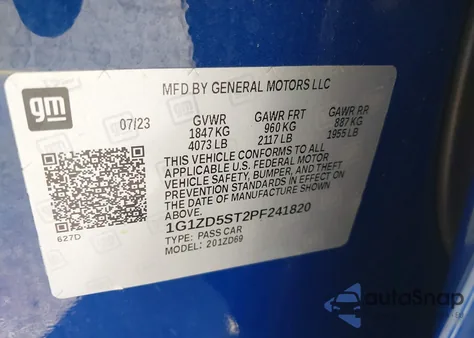 gm
MFD BY GENERAL MOTORS LLC
07/23 GVWR GAWR FRT GAWR RR
1847 KG 960 KG 887 KG
4073 LB 2117 LB 1955 LB
THIS VEHICLE CONFORMS TO ALL
APPLICABLE U.S. FEDERAL MOTOR
VEHICLE SAFETY, BUMPER, AND THEFT
PREVENTION STANDARDS IN EFFECT ON
THE DATE OF MANUFACTURE SHOWN
ABOVE.
627D
1G1ZD5ST2PF241820
TYPE: PASS CAR
MODEL: 201ZD69
autoSnap